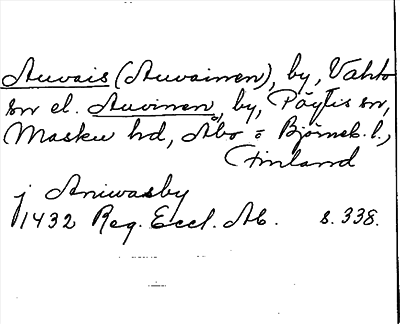 Auvais (Auvainen), by, Vahto
sn el. Auvinen, by, Pöytis sn,
Masku hd, Åbo o Björneb. l.,
Finland
j Aniwasby
1432 Reg. Eccl. Ab. s. 338.